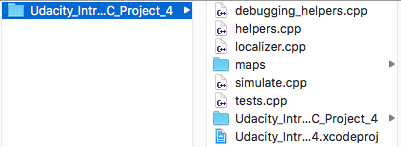 Udacity_Intr...C_Project_4
debugging_helpers.cpp
helpers.cpp
localizer.cpp
maps
simulate.cpp
tests.cpp
Udacity_Intr...C_Project_4
Udacity_Intr...4.xcodeproj